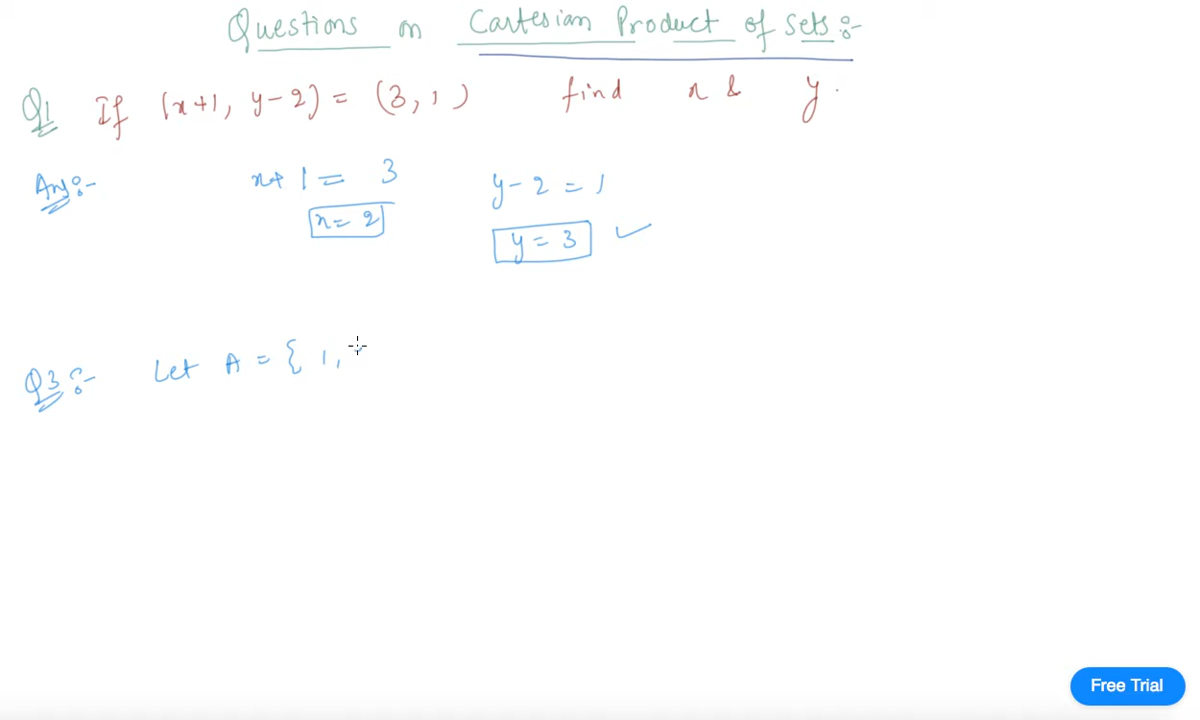 Questions on Cartesian Product of Sets :-
Q1 If (x+1, y-2) = (3, 1) find x & y.
Ans:- x+1 = 3 y-2 = 1
x = 2 y = 3 ✓
Q3:- Let A = { 1,
Free Trial